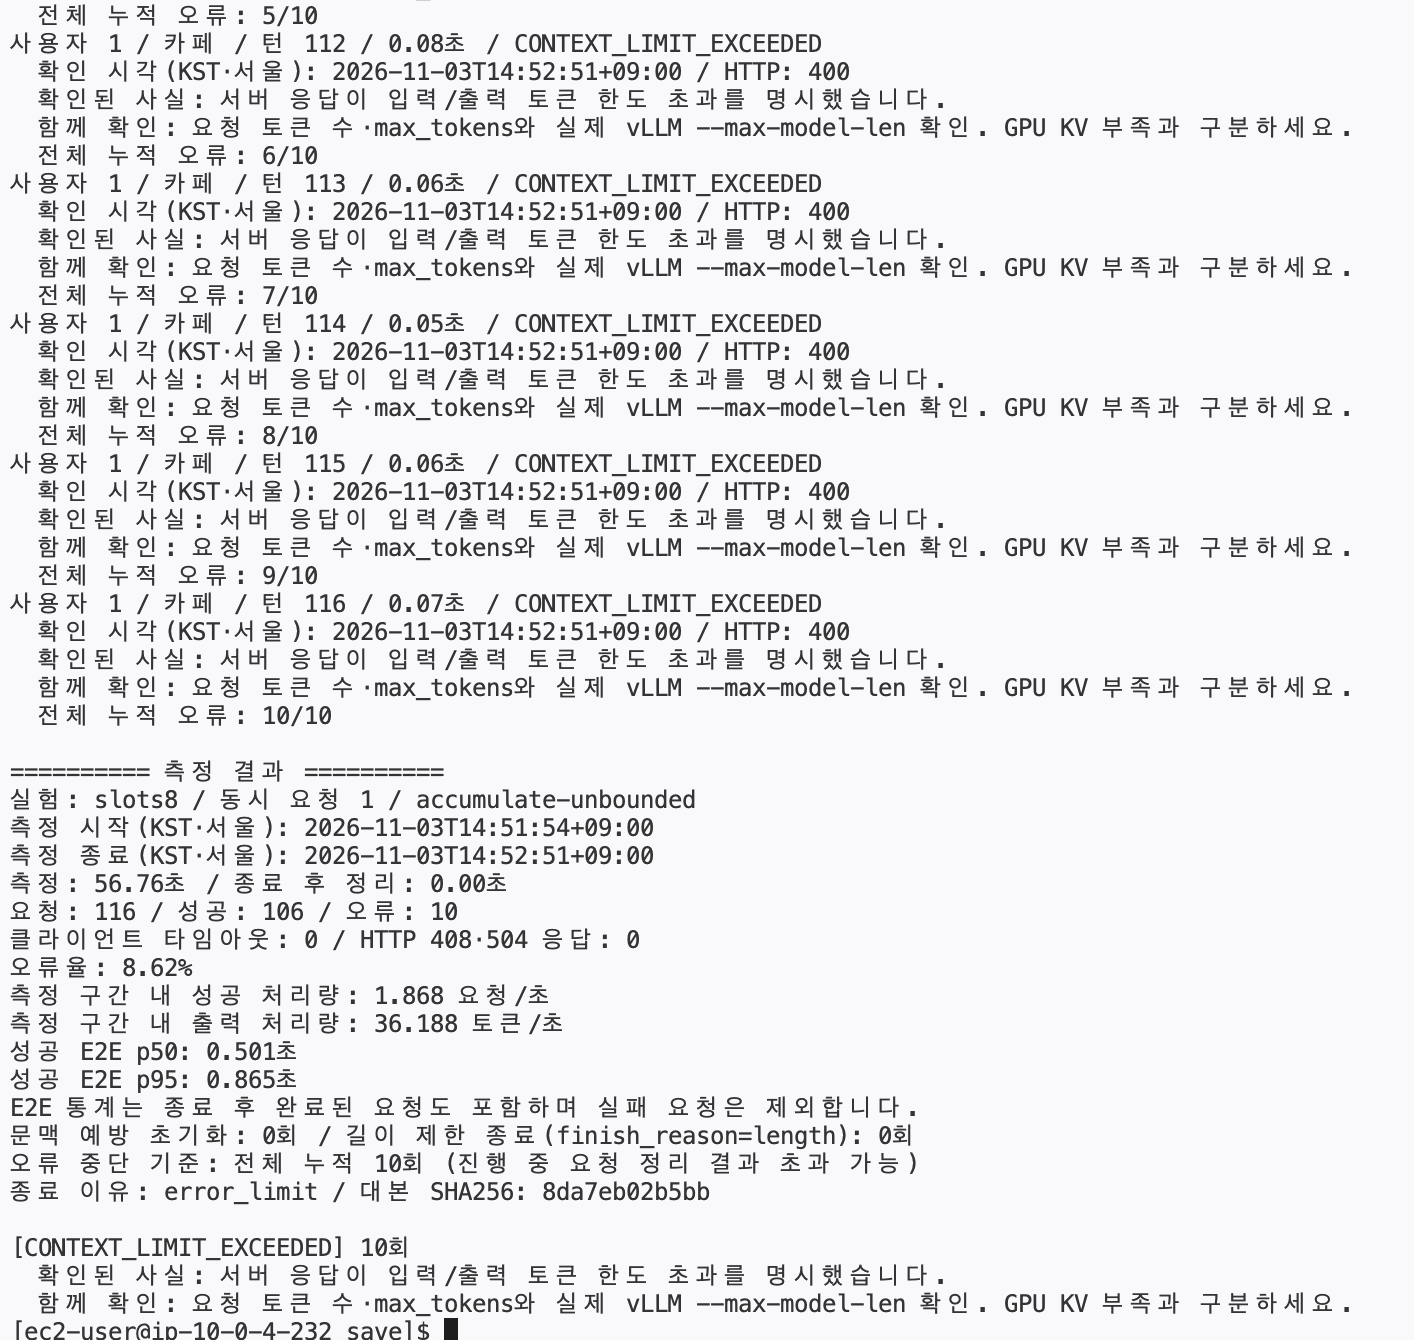 전체 누적 오류: 5/10
사용자 1 / 카페 / 턴 112 / 0.08초 / CONTEXT_LIMIT_EXCEEDED
확인 시각(KST·서울): 2026-11-03T14:52:51+09:00 / HTTP: 400
확인된 사실: 서버 응답이 입력/출력 토큰 한도 초과를 명시했습니다.
함께 확인: 요청 토큰 수·max_tokens와 실제 vLLM --max-model-len 확인. GPU KV 부족과 구분하세요.
전체 누적 오류: 6/10
사용자 1 / 카페 / 턴 113 / 0.06초 / CONTEXT_LIMIT_EXCEEDED
확인 시각(KST·서울): 2026-11-03T14:52:51+09:00 / HTTP: 400
확인된 사실: 서버 응답이 입력/출력 토큰 한도 초과를 명시했습니다.
함께 확인: 요청 토큰 수·max_tokens와 실제 vLLM --max-model-len 확인. GPU KV 부족과 구분하세요.
전체 누적 오류: 7/10
사용자 1 / 카페 / 턴 114 / 0.05초 / CONTEXT_LIMIT_EXCEEDED
확인 시각(KST·서울): 2026-11-03T14:52:51+09:00 / HTTP: 400
확인된 사실: 서버 응답이 입력/출력 토큰 한도 초과를 명시했습니다.
함께 확인: 요청 토큰 수·max_tokens와 실제 vLLM --max-model-len 확인. GPU KV 부족과 구분하세요.
전체 누적 오류: 8/10
사용자 1 / 카페 / 턴 115 / 0.06초 / CONTEXT_LIMIT_EXCEEDED
확인 시각(KST·서울): 2026-11-03T14:52:51+09:00 / HTTP: 400
확인된 사실: 서버 응답이 입력/출력 토큰 한도 초과를 명시했습니다.
함께 확인: 요청 토큰 수·max_tokens와 실제 vLLM --max-model-len 확인. GPU KV 부족과 구분하세요.
전체 누적 오류: 9/10
사용자 1 / 카페 / 턴 116 / 0.07초 / CONTEXT_LIMIT_EXCEEDED
확인 시각(KST·서울): 2026-11-03T14:52:51+09:00 / HTTP: 400
확인된 사실: 서버 응답이 입력/출력 토큰 한도 초과를 명시했습니다.
함께 확인: 요청 토큰 수·max_tokens와 실제 vLLM --max-model-len 확인. GPU KV 부족과 구분하세요.
전체 누적 오류: 10/10
========== 측정 결과 ==========
실험: slots8 / 동시 요청 1 / accumulate-unbounded
측정 시작(KST·서울): 2026-11-03T14:51:54+09:00
측정 종료(KST·서울): 2026-11-03T14:52:51+09:00
측정: 56.76초 / 종료 후 정리: 0.00초
요청: 116 / 성공: 106 / 오류: 10
클라이언트 타임아웃: 0 / HTTP 408·504 응답: 0
오류율: 8.62%
측정 구간 내 성공 처리량: 1.868 요청/초
측정 구간 내 출력 처리량: 36.188 토큰/초
성공 E2E p50: 0.501초
성공 E2E p95: 0.865초
E2E 통계는 종료 후 완료된 요청도 포함하며 실패 요청은 제외합니다.
문맥 예방 초기화: 0회 / 길이 제한 종료(finish_reason=length): 0회
오류 중단 기준: 전체 누적 10회 (진행 중 요청 정리 결과 초과 가능)
종료 이유: error_limit / 대본 SHA256: 8da7eb02b5bb
[CONTEXT_LIMIT_EXCEEDED] 10회
확인된 사실: 서버 응답이 입력/출력 토큰 한도 초과를 명시했습니다.
함께 확인: 요청 토큰 수·max_tokens와 실제 vLLM --max-model-len 확인. GPU KV 부족과 구분하세요.
[ec2-user@ip-10-0-4-232 save]$